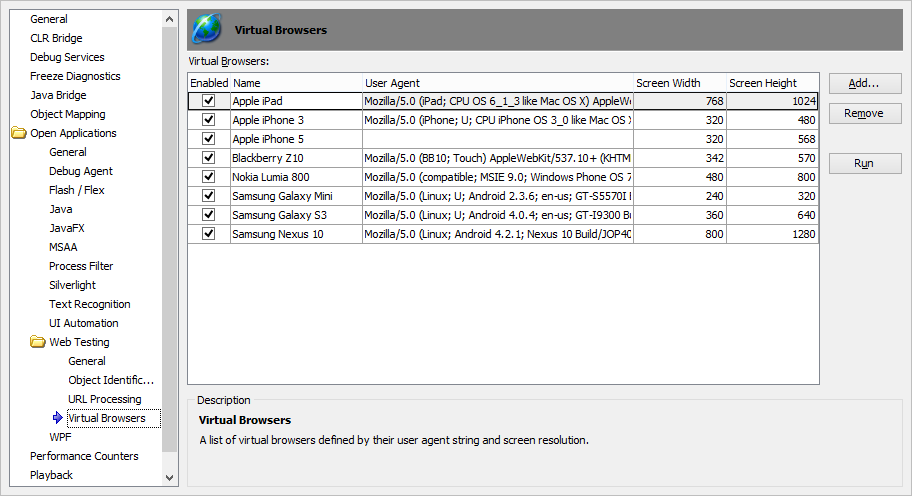 General
CLR Bridge
Debug Services
Freeze Diagnostics
Java Bridge
Object Mapping
Open Applications
General
Debug Agent
Flash / Flex
Java
JavaFX
MSAA
Process Filter
Silverlight
Text Recognition
UI Automation
Web Testing
General
Object Identific...
URL Processing
Virtual Browsers
WPF
Performance Counters
Playback
Virtual Browsers
Virtual Browsers:
Enabled Name User Agent Screen Width Screen Height
Apple iPad Mozilla/5.0 (iPad; CPU OS 6_1_3 like Mac OS X) AppleWe 768 1024
Apple iPhone 3 Mozilla/5.0 (iPhone; U; CPU iPhone OS 3_0 like Mac OS X 320 480
Apple iPhone 5 320 568
Blackberry Z10 Mozilla/5.0 (BB10; Touch) AppleWebKit/537.10+ (KHTM 342 570
Nokia Lumia 800 Mozilla/5.0 (compatible; MSIE 9.0; Windows Phone OS 7 480 800
Samsung Galaxy Mini Mozilla/5.0 (Linux; U; Android 2.3.6; en-us; GT-S5570I 240 320
Samsung Galaxy S3 Mozilla/5.0 (Linux; U; Android 4.0.4; en-us; GT-I9300 Bu 360 640
Samsung Nexus 10 Mozilla/5.0 (Linux; Android 4.2.1; Nexus 10 Build/JOP40 800 1280
Add...
Remove
Run
Description
Virtual Browsers
A list of virtual browsers defined by their user agent string and screen resolution.